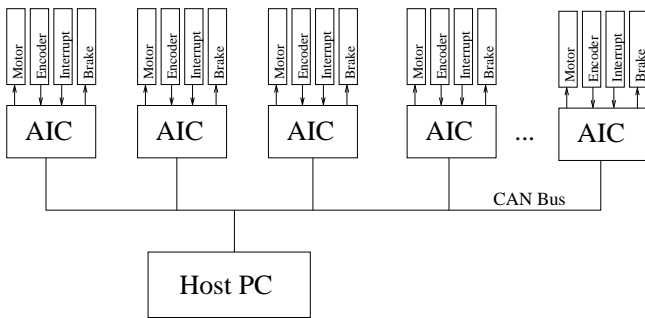 Motor
Encoder
Interrupt
Brake
Motor
Encoder
Interrupt
Brake
Motor
Encoder
Interrupt
Brake
Motor
Encoder
Interrupt
Brake
Motor
Encoder
Interrupt
Brake
AIC
AIC
AIC
AIC
...
AIC
CAN Bus
Host PC